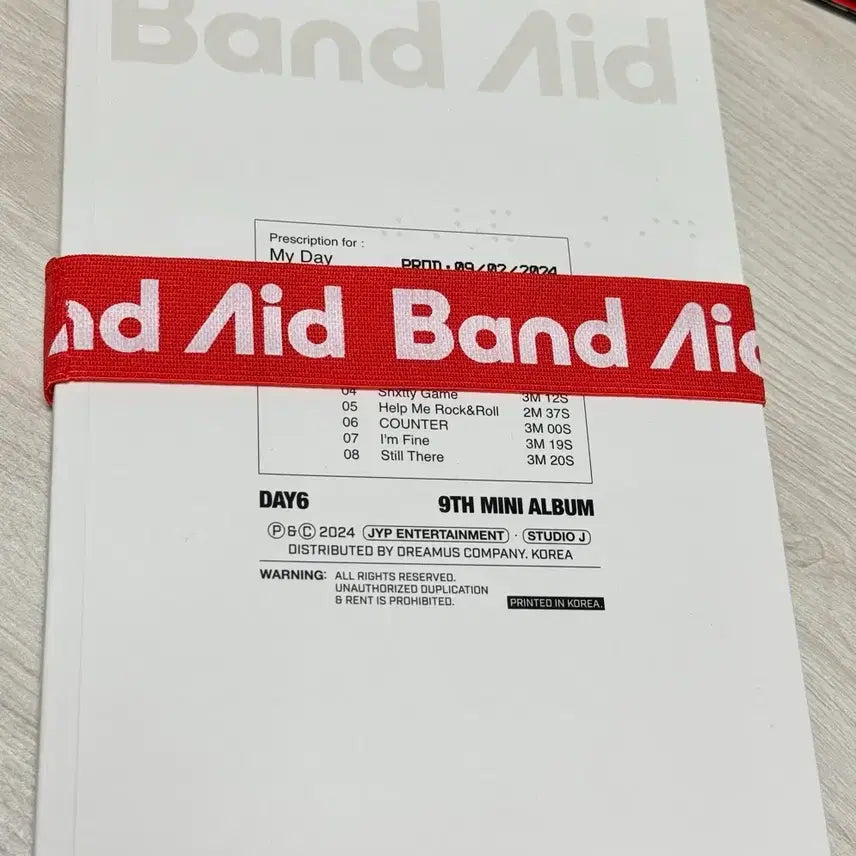 Band Aid
Prescription for :
My Day PROD: 09/02/2024
nd Aid Band Aid
04 Shxtty Game 3M 12S
05 Help Me Rock&Roll 2M 37S
06 COUNTER 3M 00S
07 I'm Fine 3M 19S
08 Still There 3M 20S
DAY6 9TH MINI ALBUM
Ⓟ&Ⓒ 2024 JYP ENTERTAINMENT · STUDIO J
DISTRIBUTED BY DREAMUS COMPANY. KOREA
WARNING: ALL RIGHTS RESERVED.
UNAUTHORIZED DUPLICATION
& RENT IS PROHIBITED.
PRINTED IN KOREA.